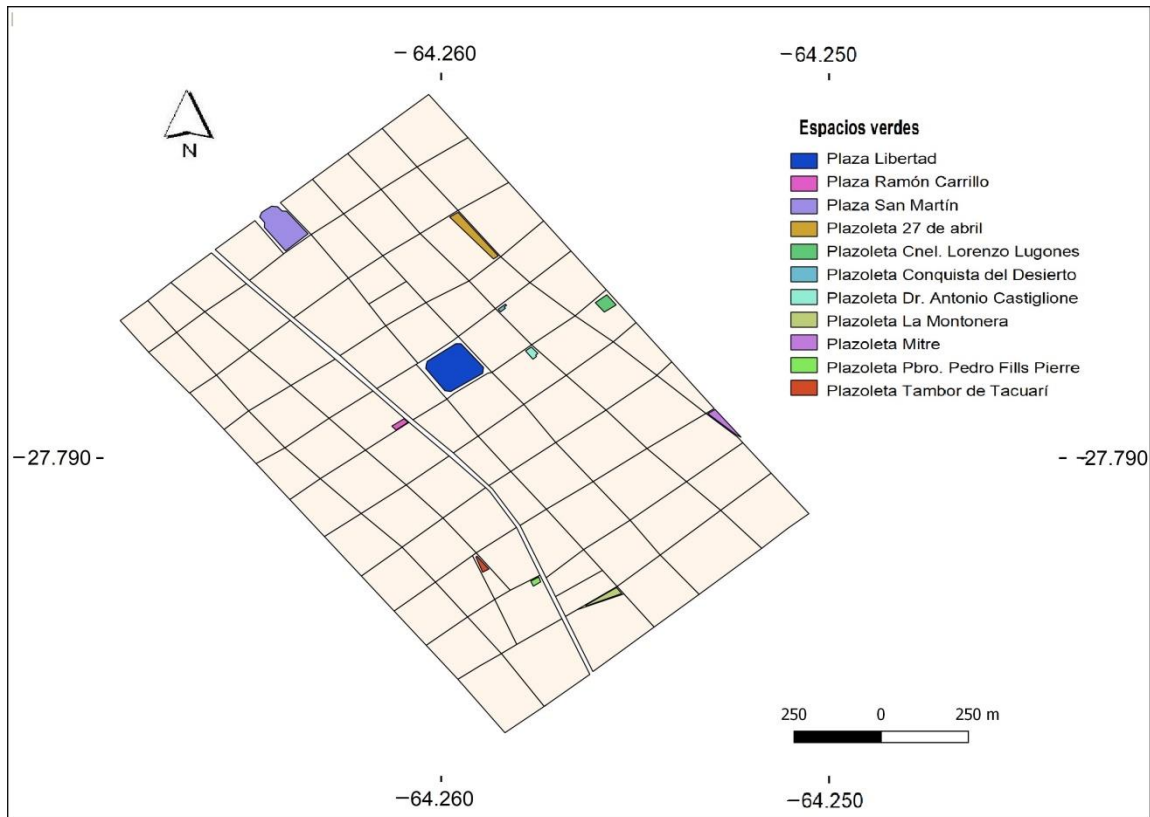 −64.260
−64.250
N
Espacios verdes
Plaza Libertad
Plaza Ramón Carrillo
Plaza San Martín
Plazoleta 27 de abril
Plazoleta Cnel. Lorenzo Lugones
Plazoleta Conquista del Desierto
Plazoleta Dr. Antonio Castiglione
Plazoleta La Montonera
Plazoleta Mitre
Plazoleta Pbro. Pedro Fills Pierre
Plazoleta Tambor de Tacuarí
−27.790
−27.790
250 0 250 m
−64.260
−64.250